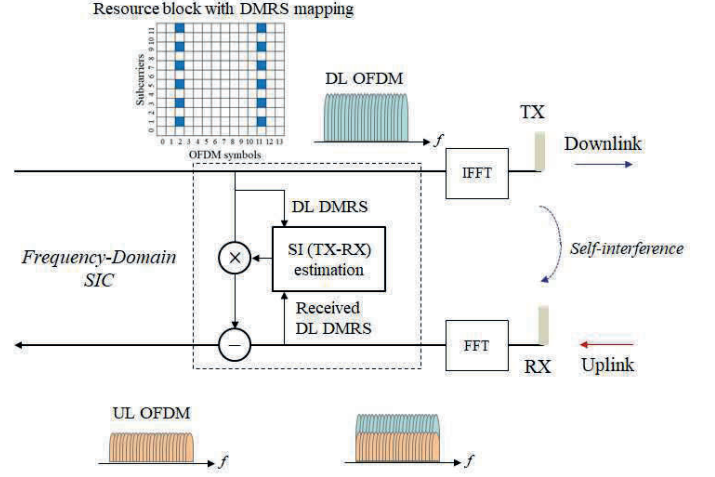 Resource block with DMRS mapping
Subcarriers
0 1 2 3 4 5 6 7 8 9 10 11
0 1 2 3 4 5 6 7 8 9 10 11 12 13
OFDM symbols
DL OFDM
f
TX
Downlink
IFFT
DL DMRS
SI (TX-RX)
estimation
×
Frequency-Domain
SIC
Self-interference
Received
DL DMRS
−
FFT
RX
Uplink
UL OFDM
f
f